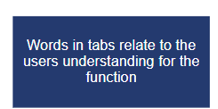 Words in tabs relate to the
users understanding for the
function